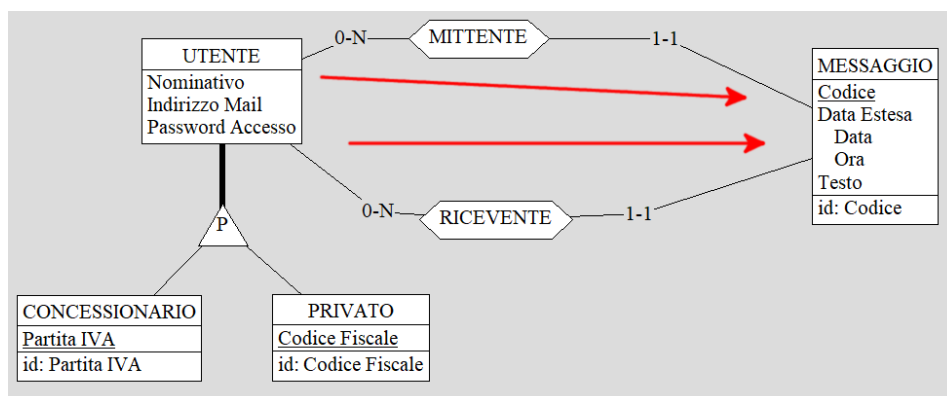 UTENTE
Nominativo
Indirizzo Mail
Password Accesso
0-N
MITTENTE
1-1
MESSAGGIO
Codice
Data Estesa
Data
Ora
Testo
id: Codice
0-N
RICEVENTE
1-1
P
CONCESSIONARIO
Partita IVA
id: Partita IVA
PRIVATO
Codice Fiscale
id: Codice Fiscale